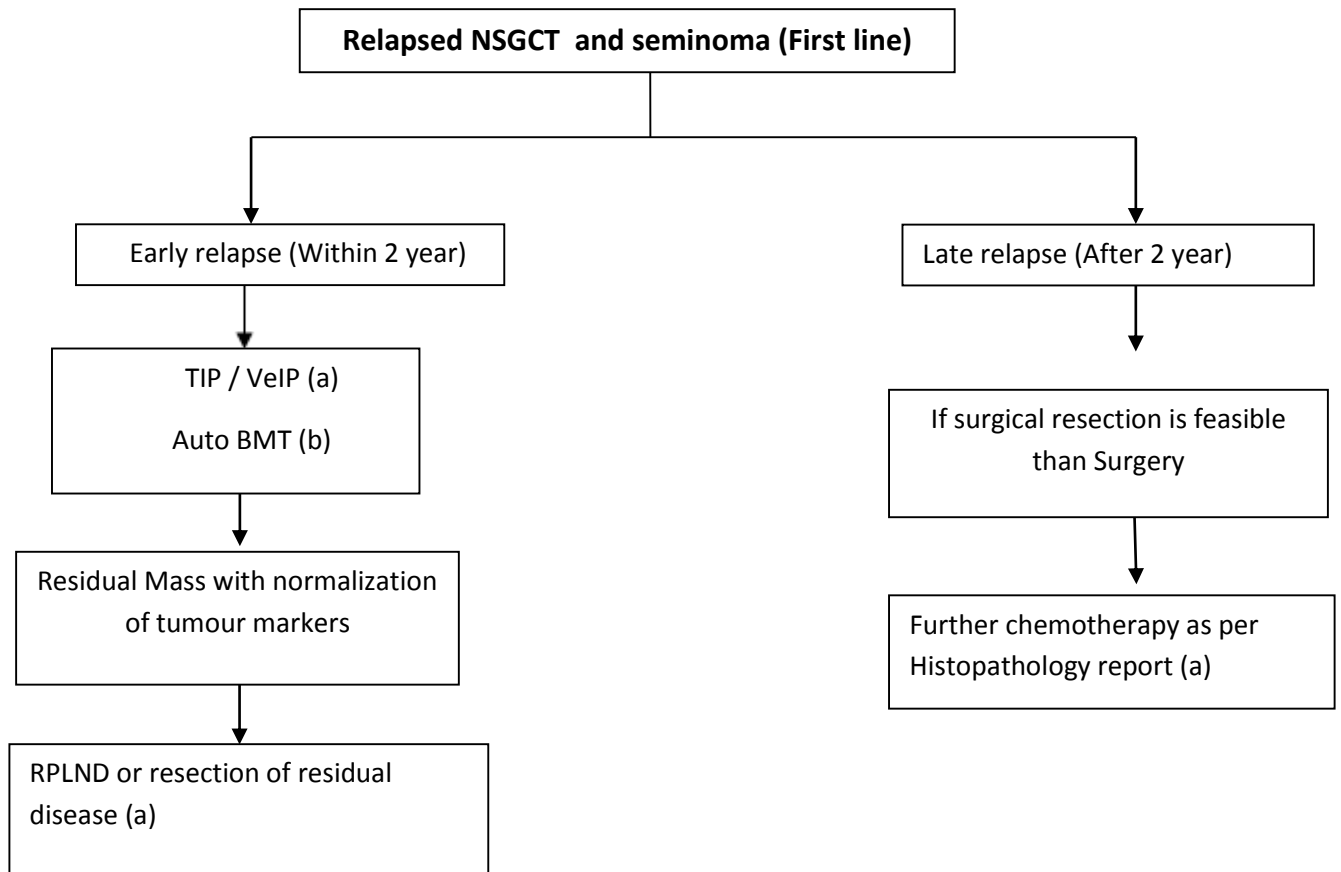 Relapsed NSGCT and seminoma (First line)
Early relapse (Within 2 year)
TIP / VeIP (a)
Auto BMT (b)
Residual Mass with normalization
of tumour markers
RPLND or resection of residual
disease (a)
Late relapse (After 2 year)
If surgical resection is feasible
than Surgery
Further chemotherapy as per
Histopathology report (a)